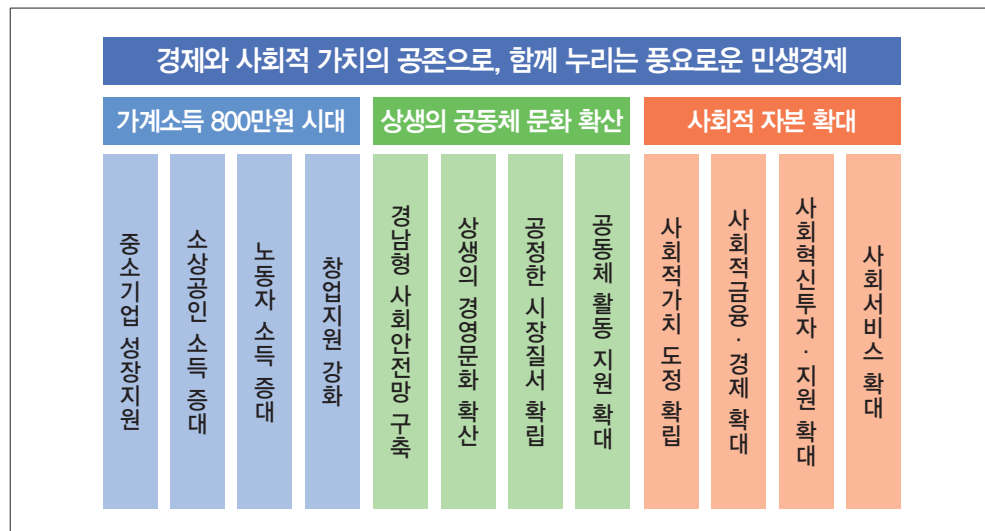 경제와 사회적 가치의 공존으로, 함께 누리는 풍요로운 민생경제
가계소득 800만원 시대
상생의 공동체 문화 확산
사회적 자본 확대
중소기업 성장지원
소상공인 소득 증대
노동자 소득 증대
창업지원 강화
경남형 사회안전망 구축
상생의 경영문화 확산
공정한 시장질서 확립
공동체 활동 지원 확대
사회적가치 도정 확립
사회적금융·경제 확대
사회혁신투자·지원 확대
사회서비스 확대